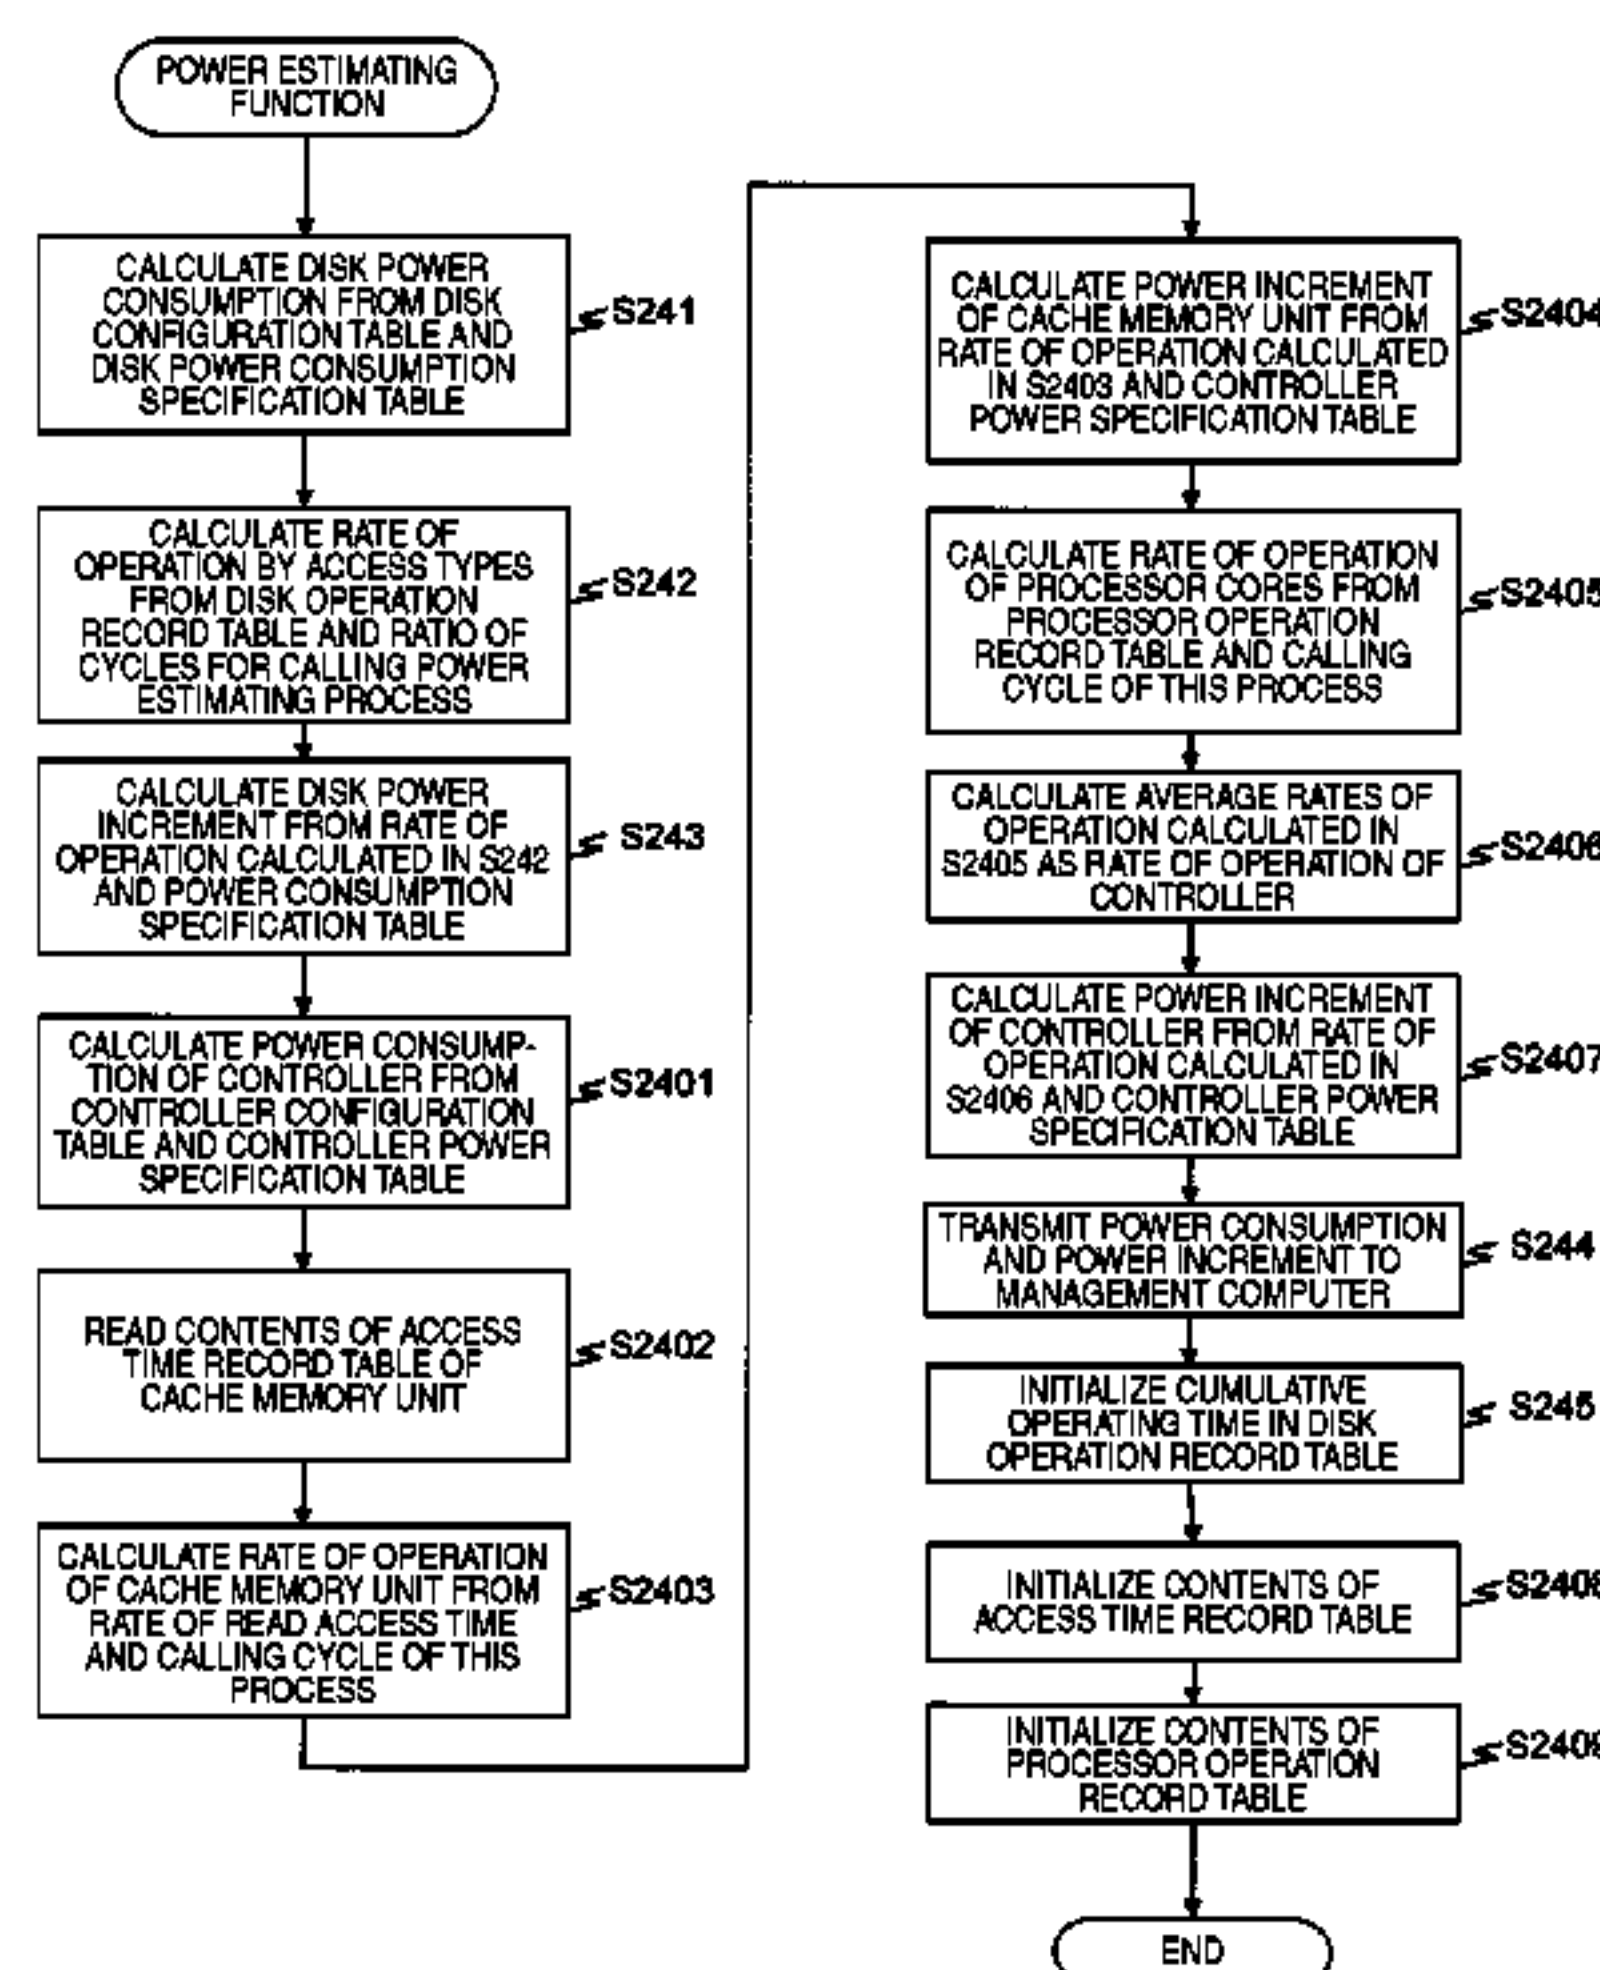 POWER ESTIMATING
FUNCTION
CALCULATE DISK POWER
CONSUMPTION FROM DISK
CONFIGURATION TABLE AND
DISK POWER CONSUMPTION
SPECIFICATION TABLE
S241
CALCULATE RATE OF
OPERATION BY ACCESS TYPES
FROM DISK OPERATION
RECORD TABLE AND RATIO OF
CYCLES FOR CALLING POWER
ESTIMATING PROCESS
S242
CALCULATE DISK POWER
INCREMENT FROM RATE OF
OPERATION CALCULATED IN S242
AND POWER CONSUMPTION
SPECIFICATION TABLE
S243
CALCULATE POWER CONSUMP-
TION OF CONTROLLER FROM
CONTROLLER CONFIGURATION
TABLE AND CONTROLLER POWER
SPECIFICATION TABLE
S2401
READ CONTENTS OF ACCESS
TIME RECORD TABLE OF
CACHE MEMORY UNIT
S2402
CALCULATE RATE OF OPERATION
OF CACHE MEMORY UNIT FROM
RATE OF READ ACCESS TIME
AND CALLING CYCLE OF THIS
PROCESS
S2403
CALCULATE POWER INCREMENT
OF CACHE MEMORY UNIT FROM
RATE OF OPERATION CALCULATED
IN S2403 AND CONTROLLER
POWER SPECIFICATION TABLE
S2404
CALCULATE RATE OF OPERATION
OF PROCESSOR CORES FROM
PROCESSOR OPERATION
RECORD TABLE AND CALLING
CYCLE OF THIS PROCESS
S2405
CALCULATE AVERAGE RATES OF
OPERATION CALCULATED IN
S2405 AS RATE OF OPERATION OF
CONTROLLER
S2406
CALCULATE POWER INCREMENT
OF CONTROLLER FROM RATE OF
OPERATION CALCULATED IN
S2406 AND CONTROLLER POWER
SPECIFICATION TABLE
S2407
TRANSMIT POWER CONSUMPTION
AND POWER INCREMENT TO
MANAGEMENT COMPUTER
S244
INITIALIZE CUMULATIVE
OPERATING TIME IN DISK
OPERATION RECORD TABLE
S245
INITIALIZE CONTENTS OF
ACCESS TIME RECORD TABLE
S2408
INITIALIZE CONTENTS OF
PROCESSOR OPERATION
RECORD TABLE
S2409
END